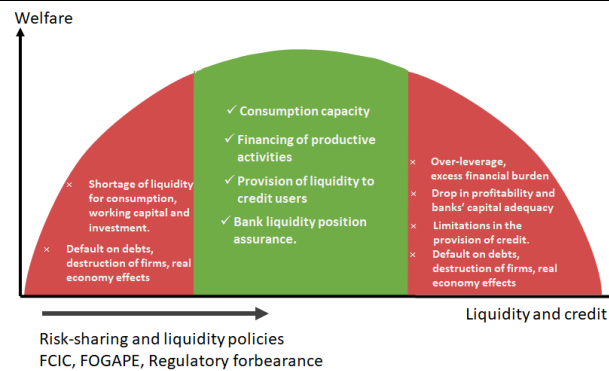 Welfare
✓ Consumption capacity
✓ Financing of productive
activities
✓ Provision of liquidity to
credit users
✓ Bank liquidity position
assurance.
× Shortage of liquidity
for consumption,
working capital and
investment.
× Default on debts,
destruction of firms, real
economy effects
× Over-leverage,
excess financial burden
× Drop in profitability and
banks' capital adequacy
× Limitations in the
provision of credit.
× Default on debts,
destruction of firms, real
economy effects
Liquidity and credit
Risk-sharing and liquidity policies
FCIC, FOGAPE, Regulatory forbearance